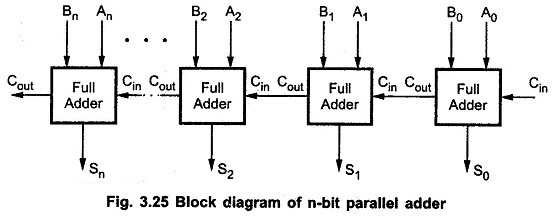 Bn An . . . B2 A2 B1 A1 B0 A0
Cout Full Adder Cin Cout Full Adder Cin Cout Full Adder Cin Cout Full Adder Cin
Sn S2 S1 S0
Fig. 3.25 Block diagram of n-bit parallel adder